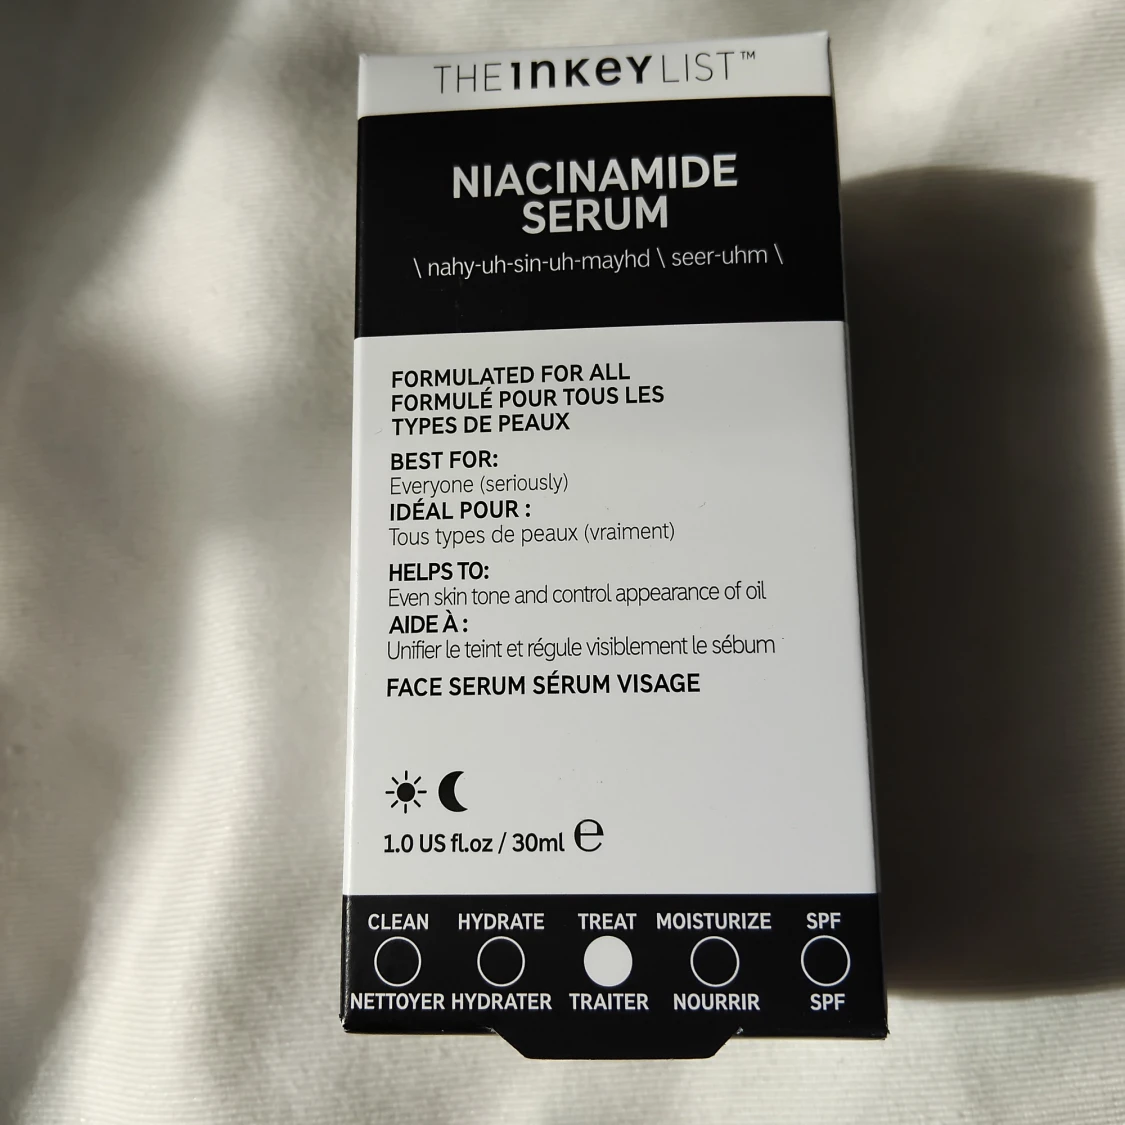 THE INKEY LIST™
NIACINAMIDE
SERUM
\ nahy-uh-sin-uh-mayhd \ seer-uhm \
FORMULATED FOR ALL
FORMULÉ POUR TOUS LES
TYPES DE PEAUX
BEST FOR:
Everyone (seriously)
IDÉAL POUR :
Tous types de peaux (vraiment)
HELPS TO:
Even skin tone and control appearance of oil
AIDE À :
Unifier le teint et régule visiblement le sébum
FACE SERUM SÉRUM VISAGE
1.0 US fl.oz / 30ml ℮
CLEAN HYDRATE TREAT MOISTURIZE SPF
NETTOYER HYDRATER TRAITER NOURRIR SPF